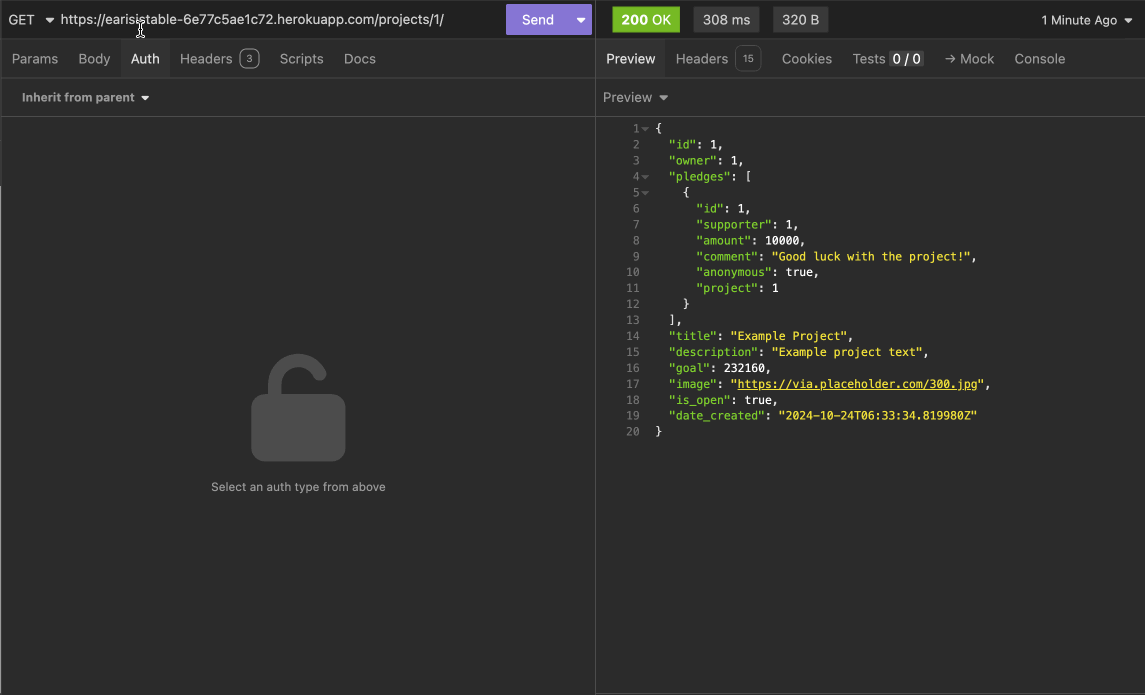 GET https://earisistable-6e77c5ae1c72.herokuapp.com/projects/1/ Send 200 OK 308 ms 320 B 1 Minute Ago
Params Body Auth Headers 3 Scripts Docs
Preview Headers 15 Cookies Tests 0 / 0 → Mock Console
Inherit from parent
Preview
1 {
2 "id": 1,
3 "owner": 1,
4 "pledges": [
5 {
6 "id": 1,
7 "supporter": 1,
8 "amount": 10000,
9 "comment": "Good luck with the project!",
10 "anonymous": true,
11 "project": 1
12 }
13 ],
14 "title": "Example Project",
15 "description": "Example project text",
16 "goal": 232160,
17 "image": "https://via.placeholder.com/300.jpg",
18 "is_open": true,
19 "date_created": "2024-10-24T06:33:34.819980Z"
20 }
Select an auth type from above